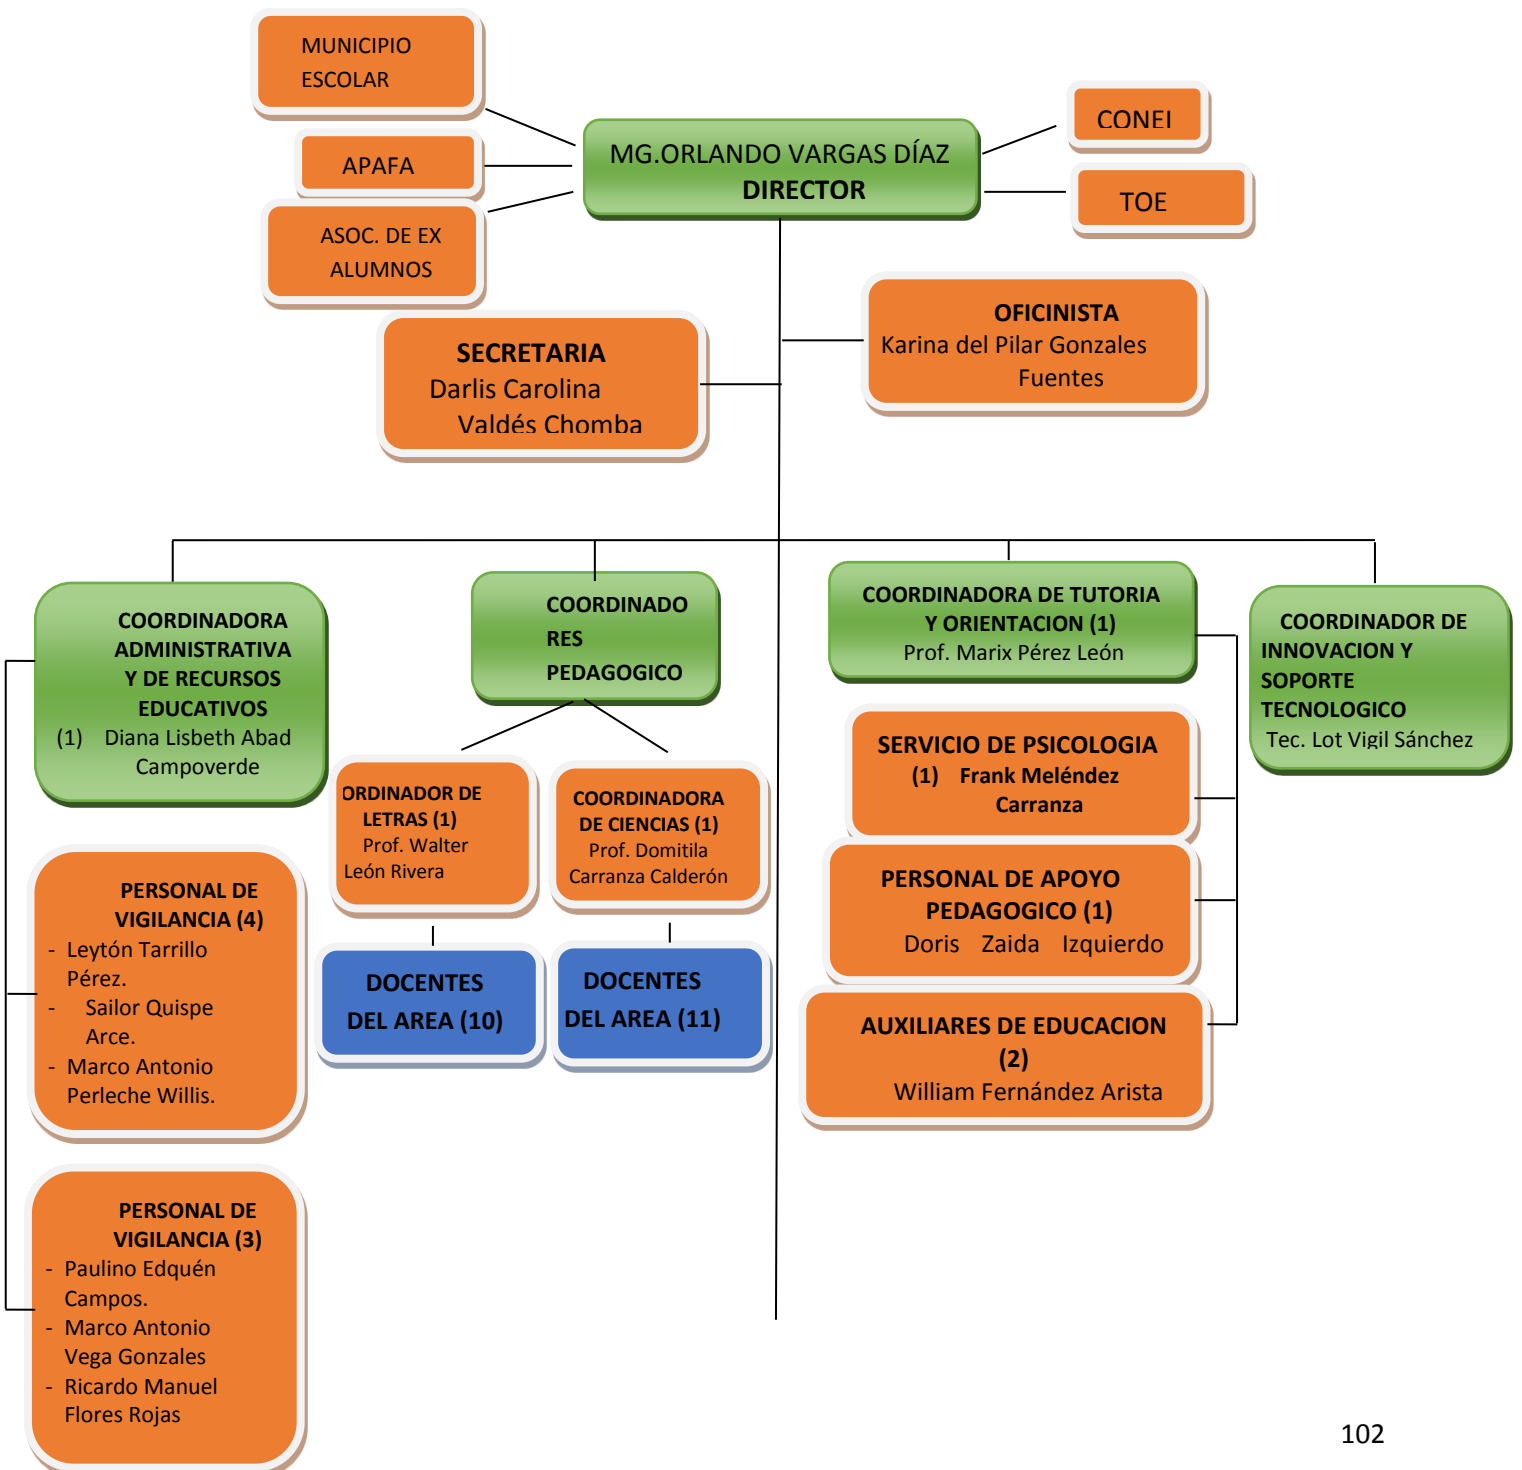 MUNICIPIO
ESCOLAR
APAFA
ASOC. DE EX
ALUMNOS
MG.ORLANDO VARGAS DÍAZ
DIRECTOR
CONEI
TOE
SECRETARIA
Darlis Carolina
Valdés Chomba
OFICINISTA
Karina del Pilar Gonzales
Fuentes
COORDINADORA
ADMINISTRATIVA
Y DE RECURSOS
EDUCATIVOS
(1) Diana Lisbeth Abad
Campoverde
COORDINADO
RES
PEDAGOGICO
COORDINADORA DE TUTORIA
Y ORIENTACION (1)
Prof. Marix Pérez León
COORDINADOR DE
INNOVACION Y
SOPORTE
TECNOLOGICO
Tec. Lot Vigil Sánchez
ORDINADOR DE
LETRAS (1)
Prof. Walter
León Rivera
COORDINADORA
DE CIENCIAS (1)
Prof. Domitila
Carranza Calderón
SERVICIO DE PSICOLOGIA
(1) Frank Meléndez
Carranza
PERSONAL DE APOYO
PEDAGOGICO (1)
Doris Zaida Izquierdo
AUXILIARES DE EDUCACION
(2)
William Fernández Arista
DOCENTES
DEL AREA (10)
DOCENTES
DEL AREA (11)
PERSONAL DE
VIGILANCIA (4)
- Leytón Tarrillo
Pérez.
- Sailor Quispe
Arce.
- Marco Antonio
Perleche Willis.
PERSONAL DE
VIGILANCIA (3)
- Paulino Edquén
Campos.
- Marco Antonio
Vega Gonzales
- Ricardo Manuel
Flores Rojas
102